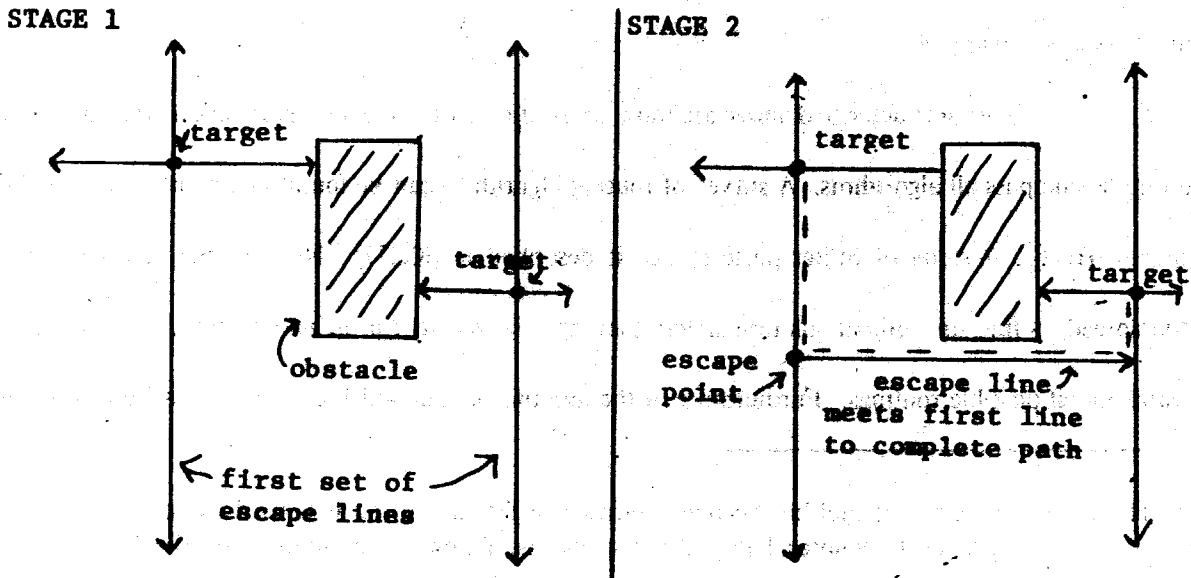 STAGE 1
target
target
obstacle
first set of
escape lines
STAGE 2
target
target
escape
point
escape line
meets first line
to complete path